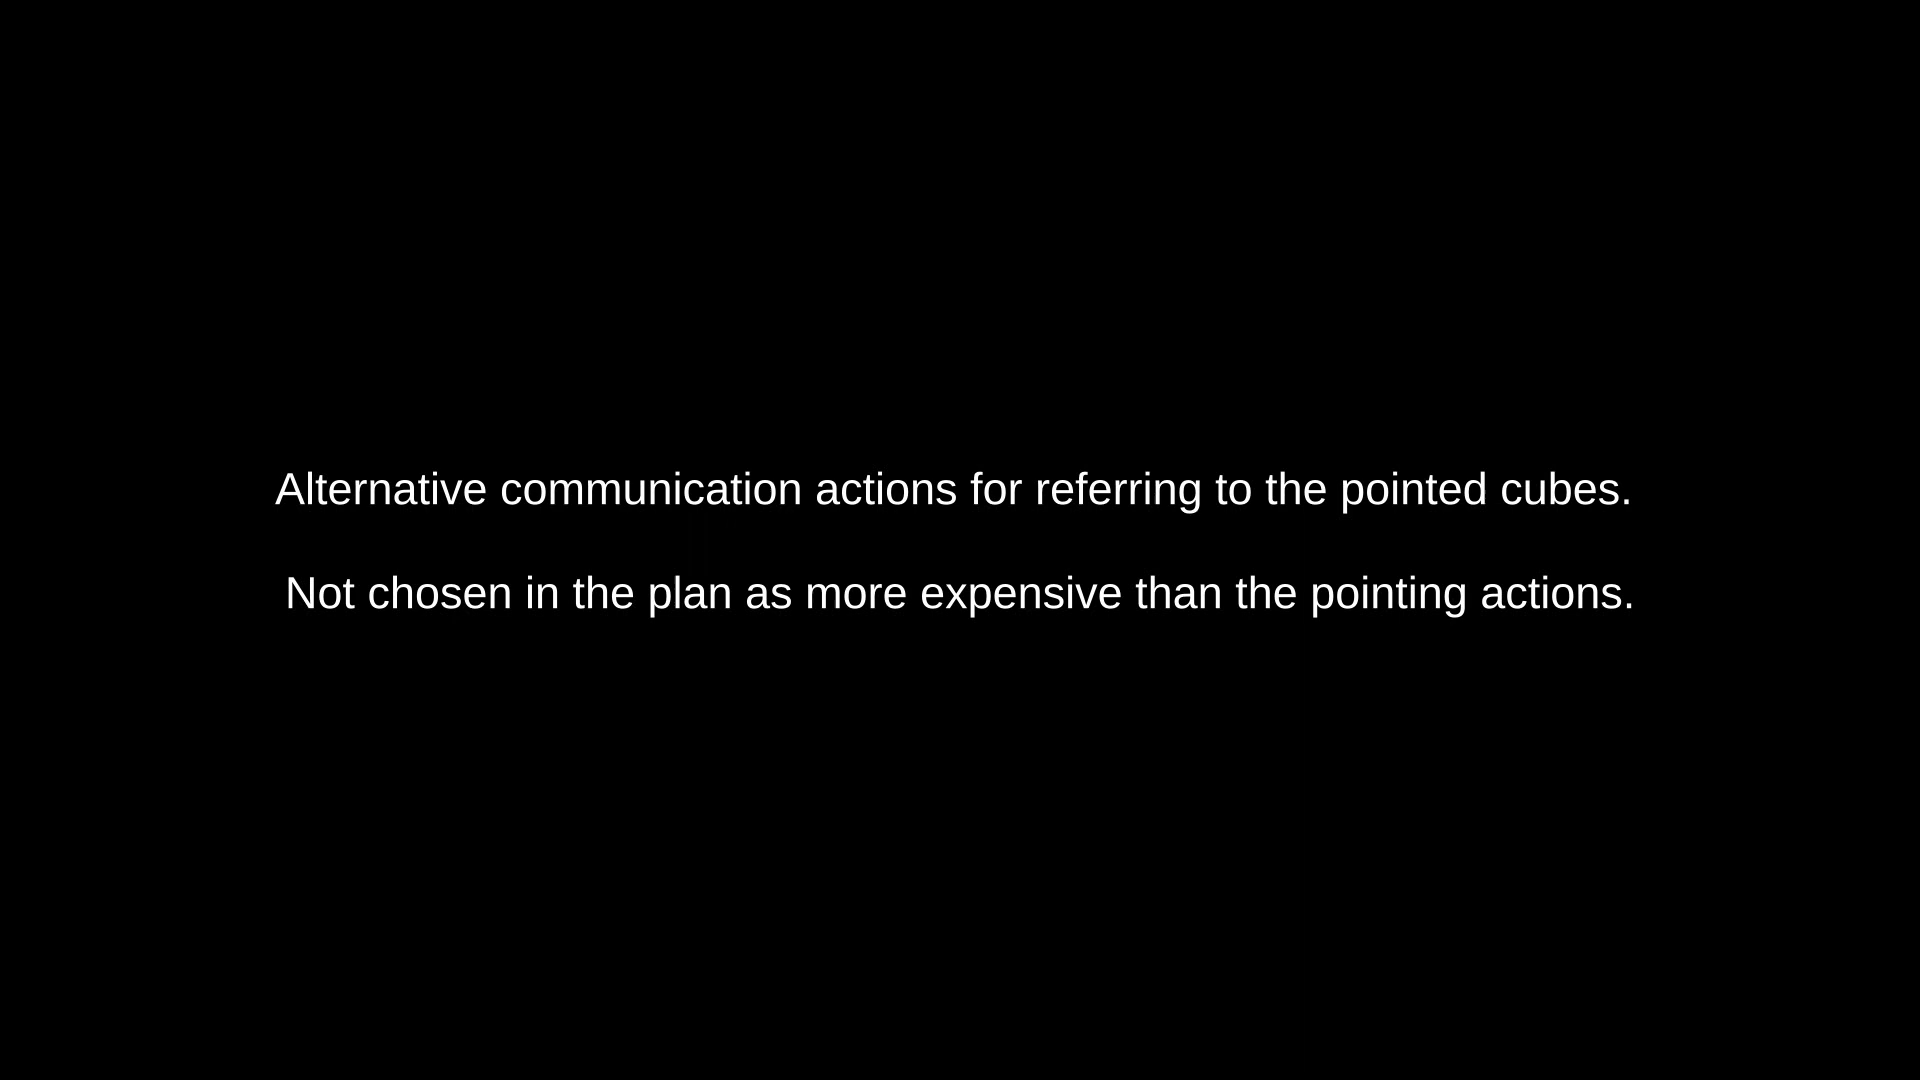 Alternative communication actions for referring to the pointed cubes.
Not chosen in the plan as more expensive than the pointing actions.